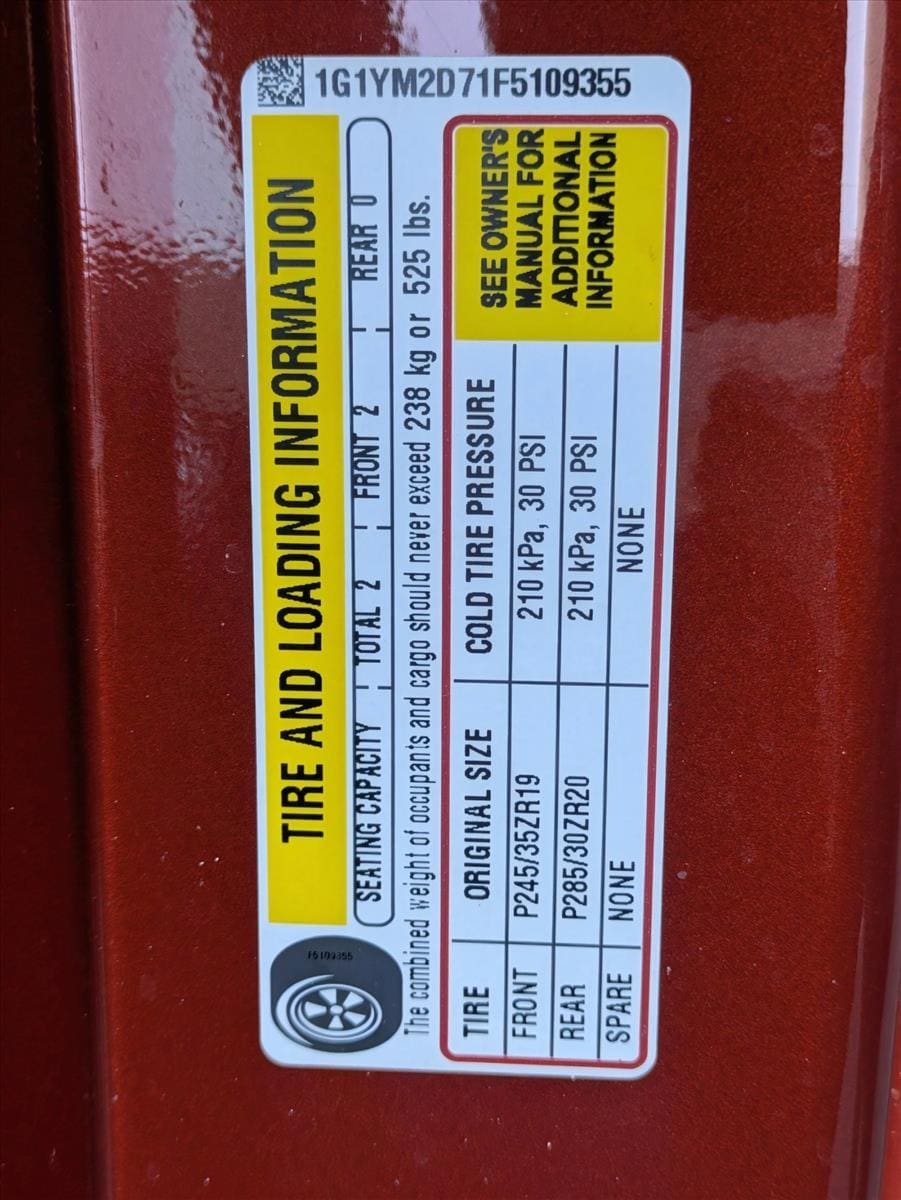 1G1YM2D71F5109355
TIRE AND LOADING INFORMATION
SEATING CAPACITY TOTAL 2 FRONT 2 REAR 0
The combined weight of occupants and cargo should never exceed 238 kg or 525 lbs.
TIRE ORIGINAL SIZE COLD TIRE PRESSURE
FRONT P245/35ZR19 210 kPa, 30 PSI
REAR P285/30ZR20 210 kPa, 30 PSI
SPARE NONE NONE
SEE OWNER'S
MANUAL FOR
ADDITIONAL
INFORMATION
F5109355